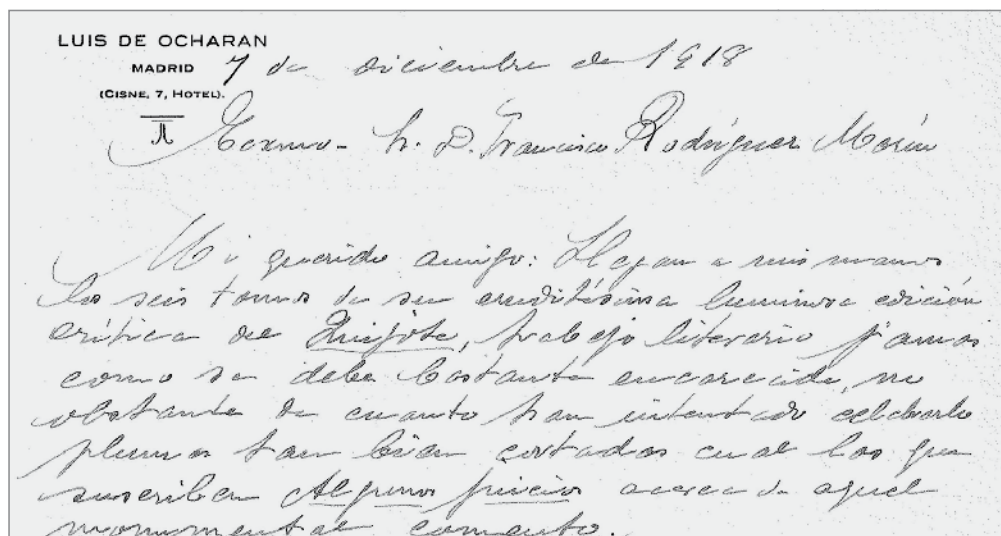 LUIS DE OCHARAN
MADRID
(CISNE, 7, HOTEL).
7 de diciembre de 1918
Excmo. Sr. D. Francisco Rodríguez Marín
Mi querido amigo: Llegan a mis manos
los seis tomos de su eruditísima luminosa edición
crítica del Quijote, trabajo literario jamas
como se debe bastante encarecido, no
obstante de cuanto han intentado celebrarlo
plumas tan bien cortadas cual las que
suscriben Algunos juicios acerca de aquel
monumental comento.